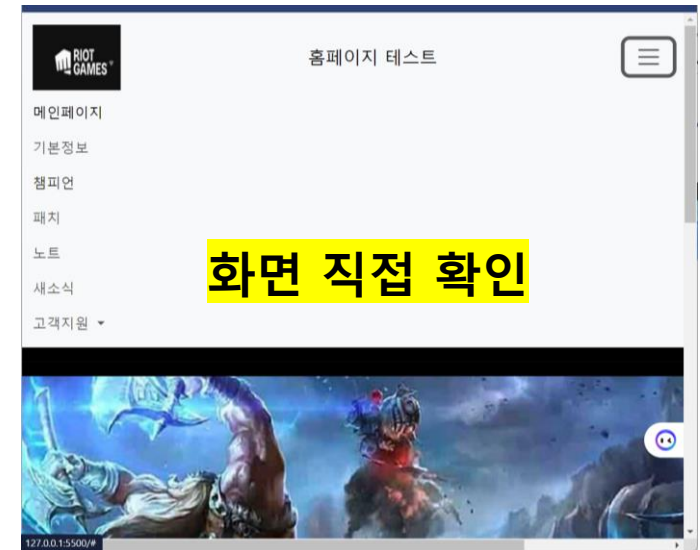 RIOT
GAMES
홈페이지 테스트
메인페이지
기본정보
챔피언
패치
노트
새소식
고객지원
화면 직접 확인
127.0.0.1:5500/#